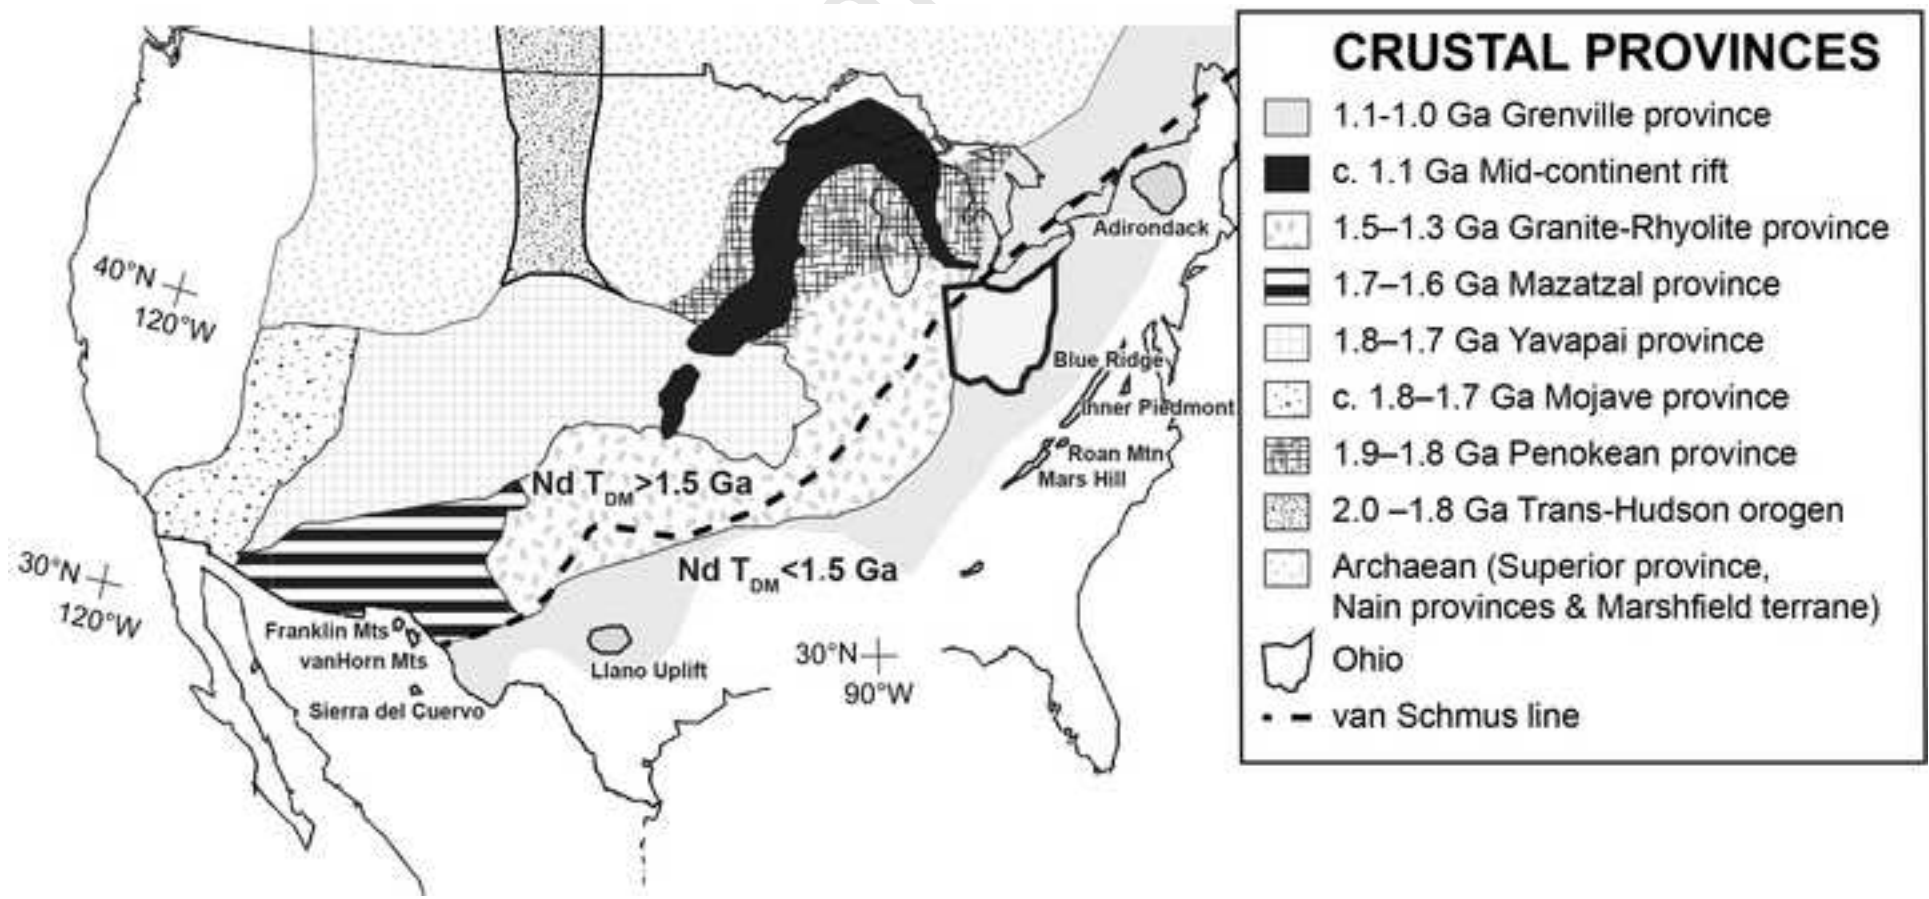 40°N
120°W
30°N
120°W
Adirondack
Blue Ridge
Inner Piedmont
Roan Mtn
Mars Hill
Nd TDM>1.5 Ga
Nd TDM<1.5 Ga
Franklin Mts
vanHorn Mts
Sierra del Cuervo
Llano Uplift
30°N
90°W
CRUSTAL PROVINCES
1.1-1.0 Ga Grenville province
c. 1.1 Ga Mid-continent rift
1.5–1.3 Ga Granite-Rhyolite province
1.7–1.6 Ga Mazatzal province
1.8–1.7 Ga Yavapai province
c. 1.8–1.7 Ga Mojave province
1.9–1.8 Ga Penokean province
2.0 –1.8 Ga Trans-Hudson orogen
Archaean (Superior province,
Nain provinces & Marshfield terrane)
Ohio
van Schmus line